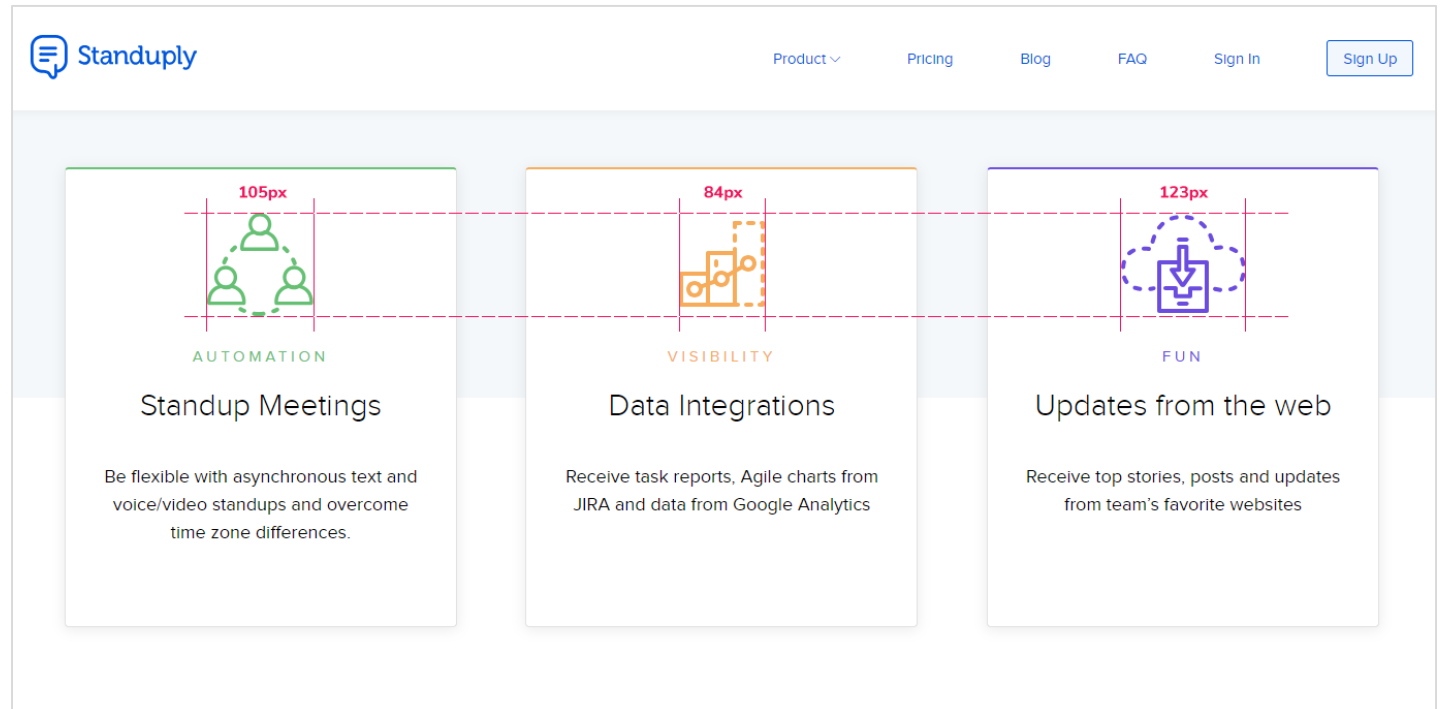 Standuply
Product
Pricing
Blog
FAQ
Sign In
Sign Up
105px
84px
123px
AUTOMATION
VISIBILITY
FUN
Standup Meetings
Data Integrations
Updates from the web
Be flexible with asynchronous text and
voice/video standups and overcome
time zone differences.
Receive task reports, Agile charts from
JIRA and data from Google Analytics
Receive top stories, posts and updates
from team’s favorite websites